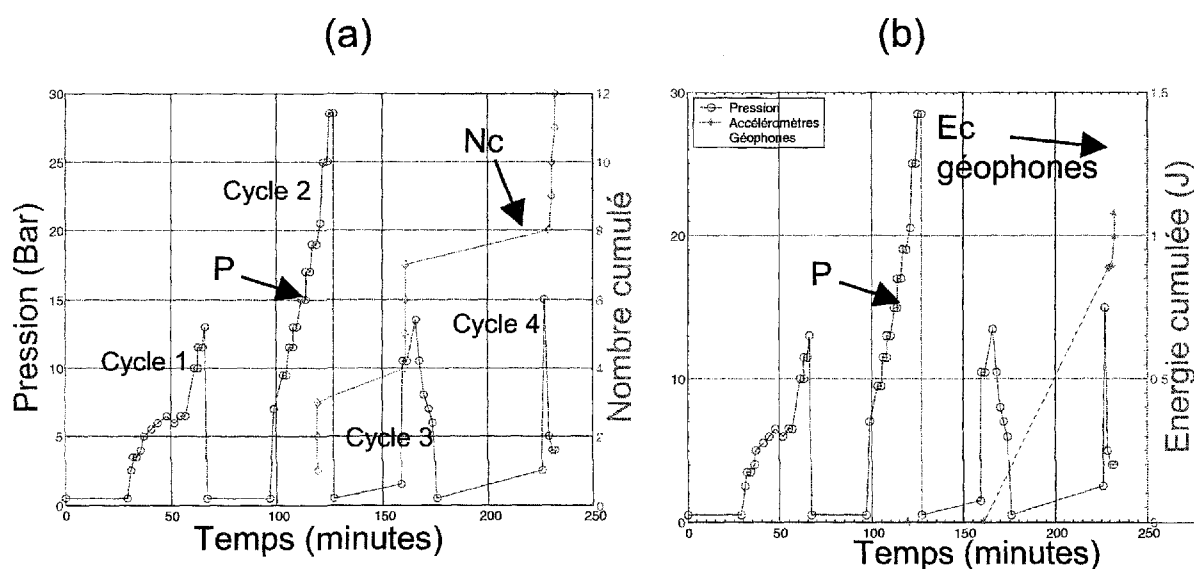 (a)
30
25
20
15
10
5
0
Pression (Bar)
0 50 100 150 200 250
Temps (minutes)
12
10
8
6
4
2
0
Nombre cumulé
Cycle 1
Cycle 2
Cycle 3
Cycle 4
P
Nc
(b)
30
20
10
0
0 50 100 150 200 250
Temps (minutes)
1.5
1
0.5
Energie cumulée (J)
Pression
Accéléromètres
Géophones
P
Ec
géophones